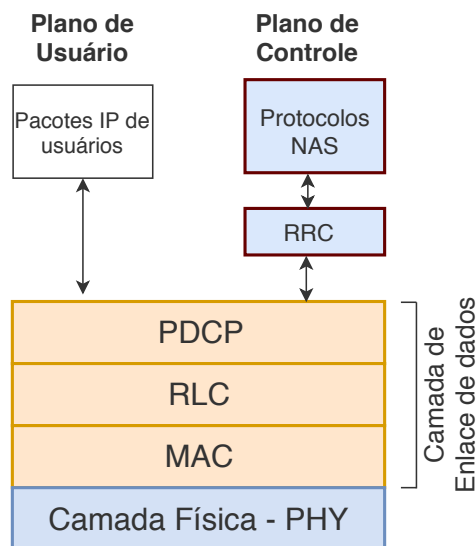 Plano de
Usuário
Plano de
Controle
Pacotes IP de
usuários
Protocolos
NAS
RRC
PDCP
RLC
MAC
Camada Física - PHY
Camada de
Enlace de dados